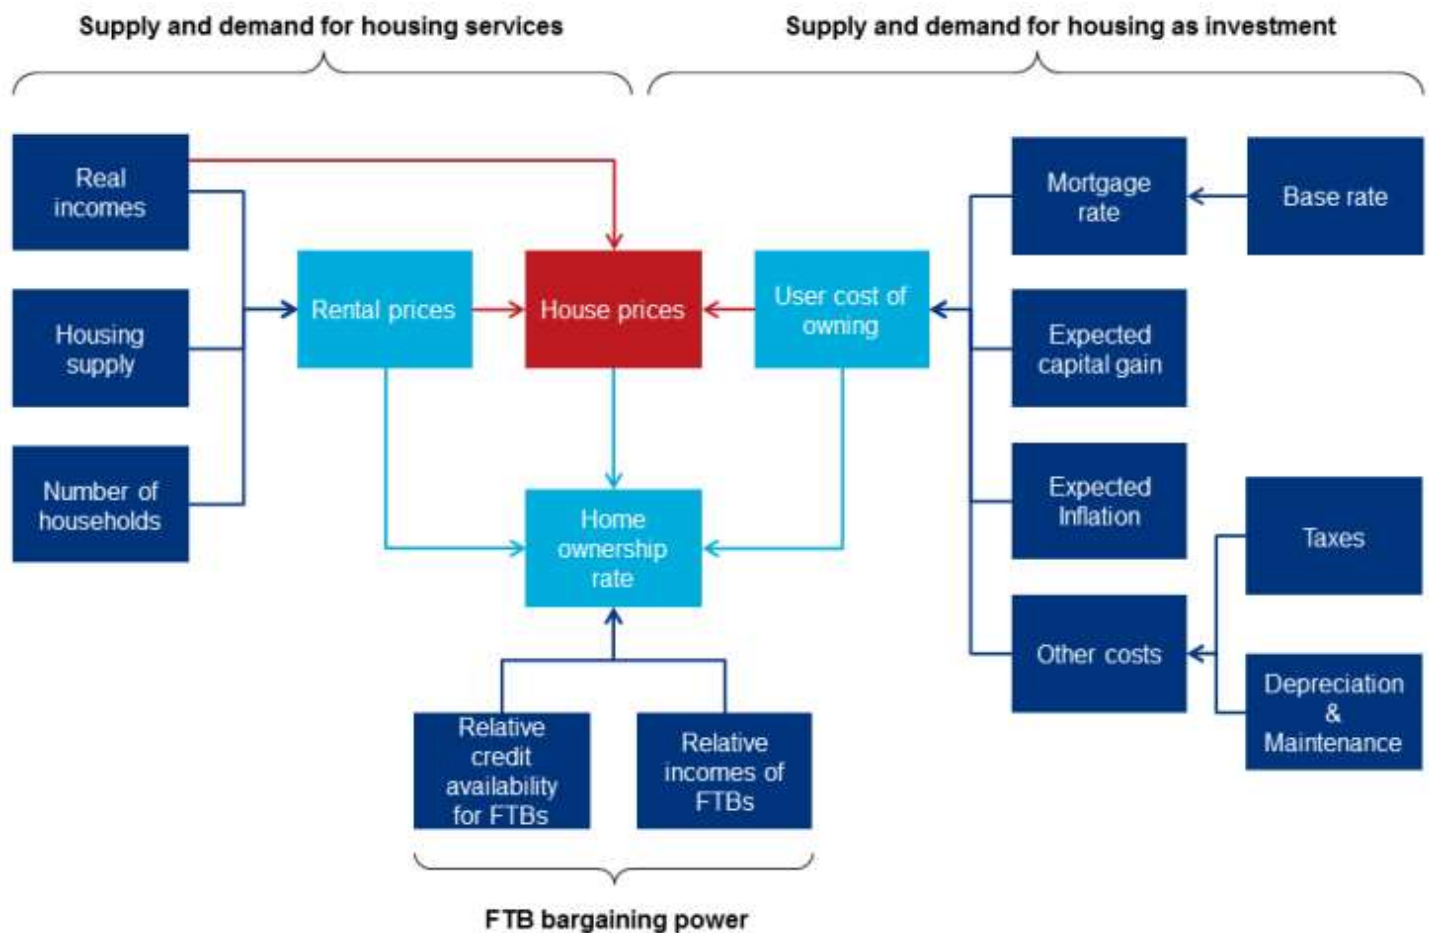 Supply and demand for housing services
Supply and demand for housing as investment
Real
incomes
Housing
supply
Number of
households
Rental prices
House prices
User cost of
owning
Home
ownership
rate
Mortgage
rate
Base rate
Expected
capital gain
Expected
Inflation
Other costs
Taxes
Depreciation
&
Maintenance
Relative
credit
availability
for FTBs
Relative
incomes of
FTBs
FTB bargaining power